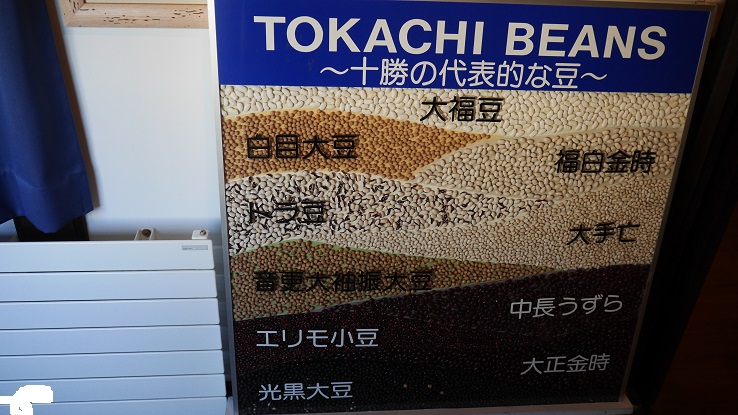 TOKACHI BEANS
～十勝の代表的な豆～
大福豆
白目大豆
福白金時
トラ豆
大手亡
音更大袖振大豆
中長うずら
エリモ小豆
大正金時
光黒大豆